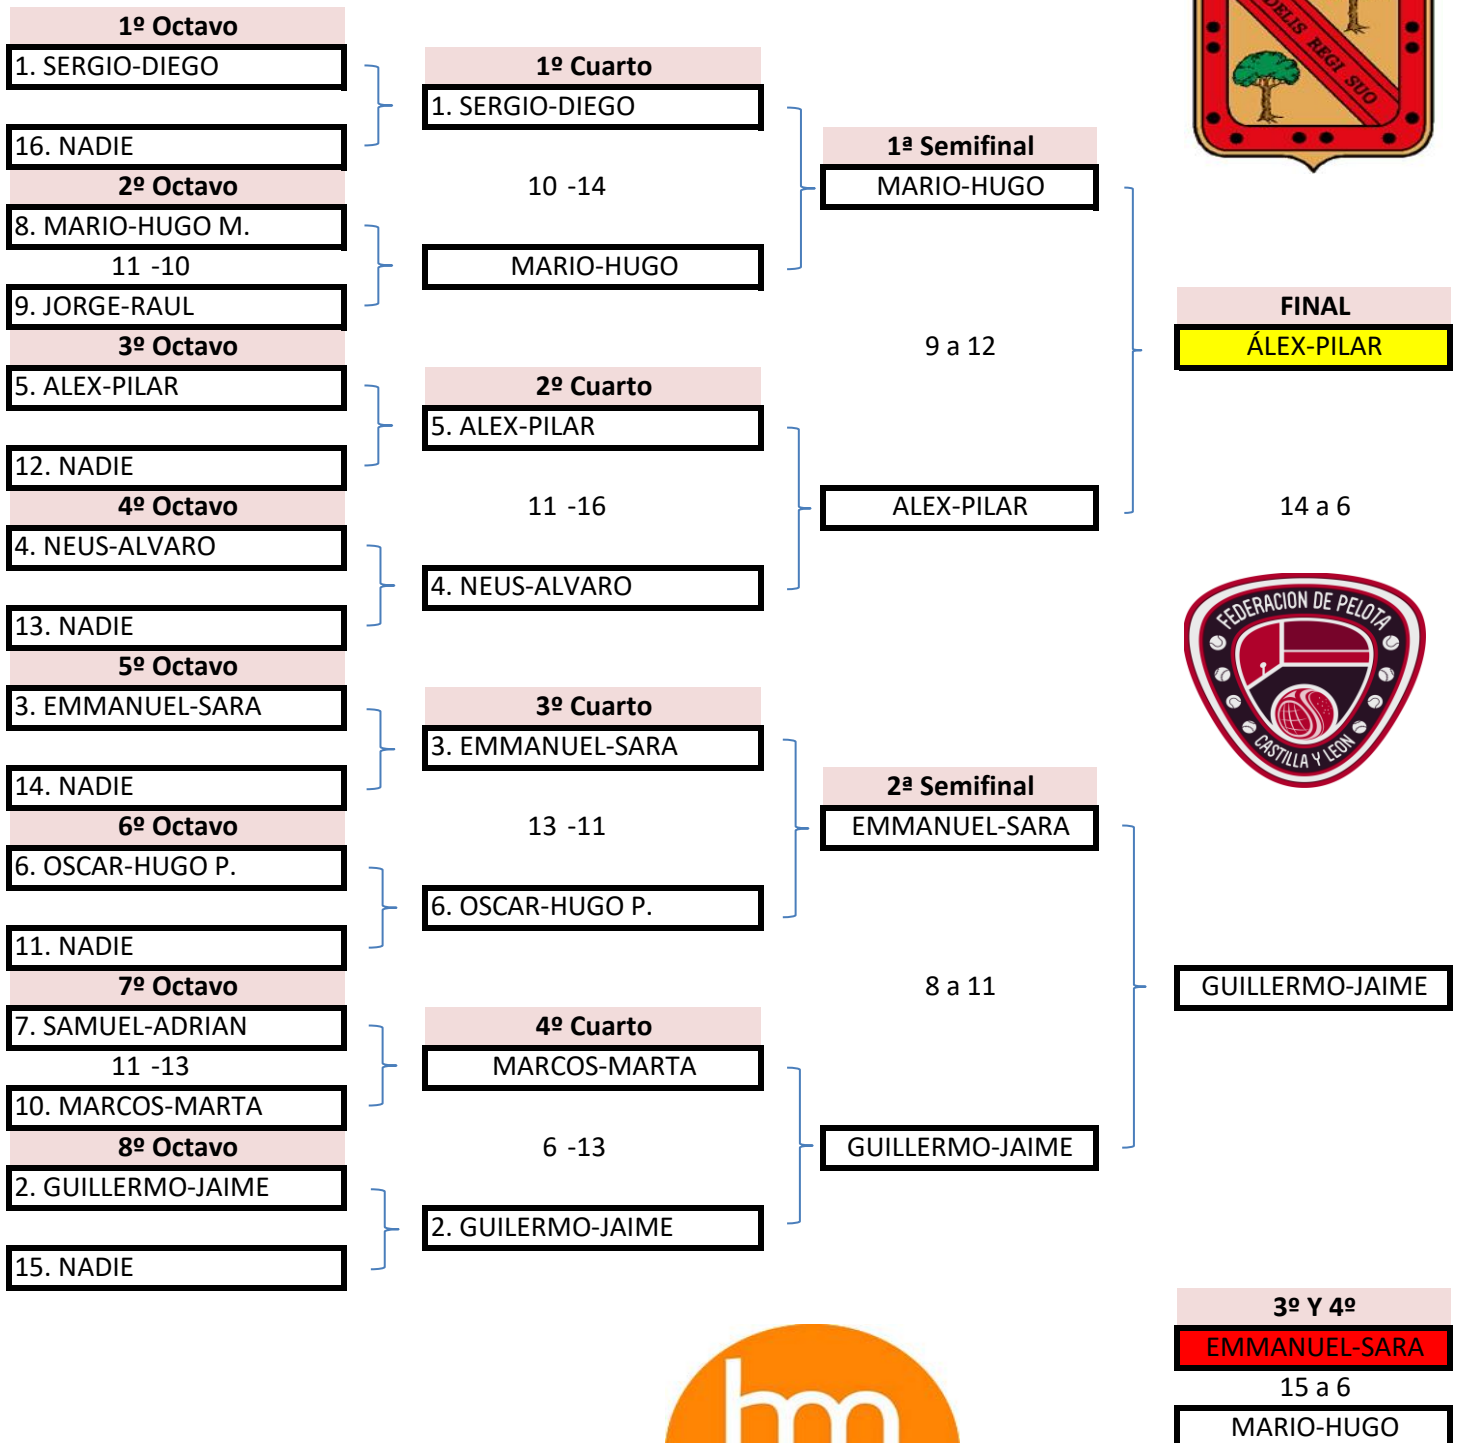 1º Octavo
1. SERGIO-DIEGO
16. NADIE
2º Octavo
8. MARIO-HUGO M.
11 -10
9. JORGE-RAUL
3º Octavo
5. ALEX-PILAR
12. NADIE
4º Octavo
4. NEUS-ALVARO
13. NADIE
5º Octavo
3. EMMANUEL-SARA
14. NADIE
6º Octavo
6. OSCAR-HUGO P.
11. NADIE
7º Octavo
7. SAMUEL-ADRIAN
11 -13
10. MARCOS-MARTA
8º Octavo
2. GUILLERMO-JAIME
15. NADIE
1º Cuarto
1. SERGIO-DIEGO
10 -14
MARIO-HUGO
2º Cuarto
5. ALEX-PILAR
11 -16
4. NEUS-ALVARO
3º Cuarto
3. EMMANUEL-SARA
13 -11
6. OSCAR-HUGO P.
4º Cuarto
MARCOS-MARTA
6 -13
2. GUILERMO-JAIME
1ª Semifinal
MARIO-HUGO
9 a 12
ALEX-PILAR
2ª Semifinal
EMMANUEL-SARA
8 a 11
GUILLERMO-JAIME
DELIS REGI SUO
FINAL
ÁLEX-PILAR
14 a 6
FEDERACION DE PELOTA
CASTILLA Y LEON
GUILLERMO-JAIME
3º Y 4º
EMMANUEL-SARA
15 a 6
MARIO-HUGO
hm